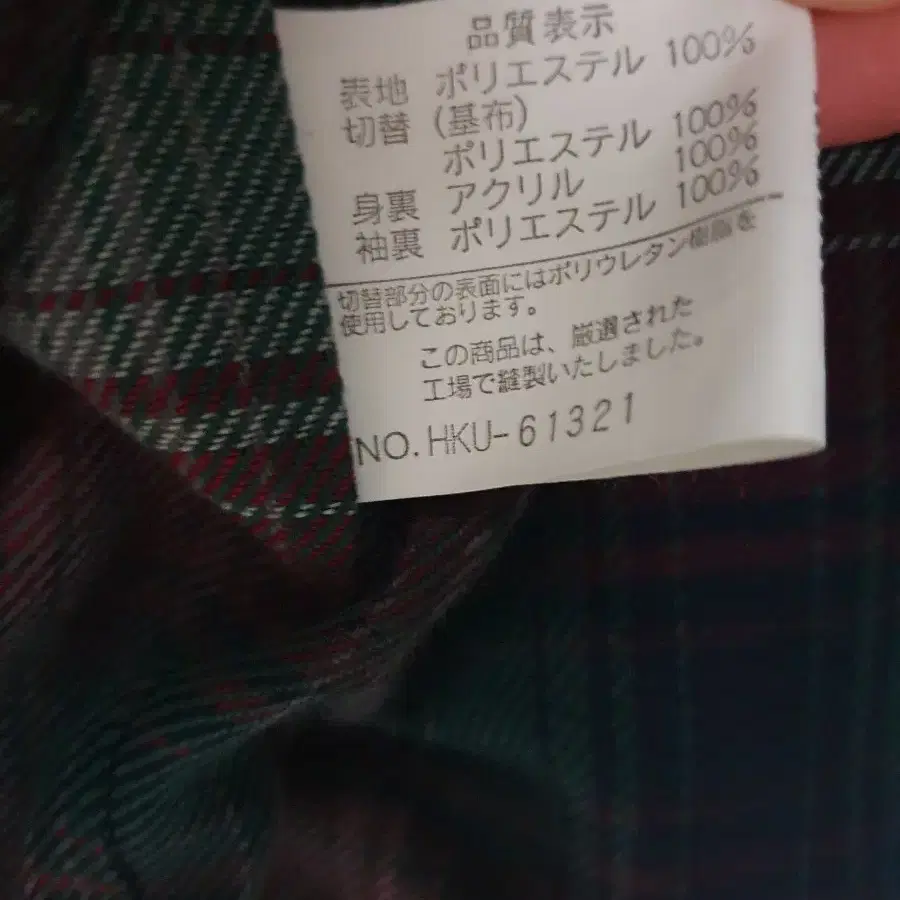 品質表示
表地 ポリエステル 100%
切替 (基布)
ポリエステル 100%
身裏 アクリル 100%
袖裏 ポリエステル 100%
切替部分の表面にはポリウレタン樹脂を
使用しております。
この商品は、厳選された
工場で縫製いたしました。
NO. HKU-61321